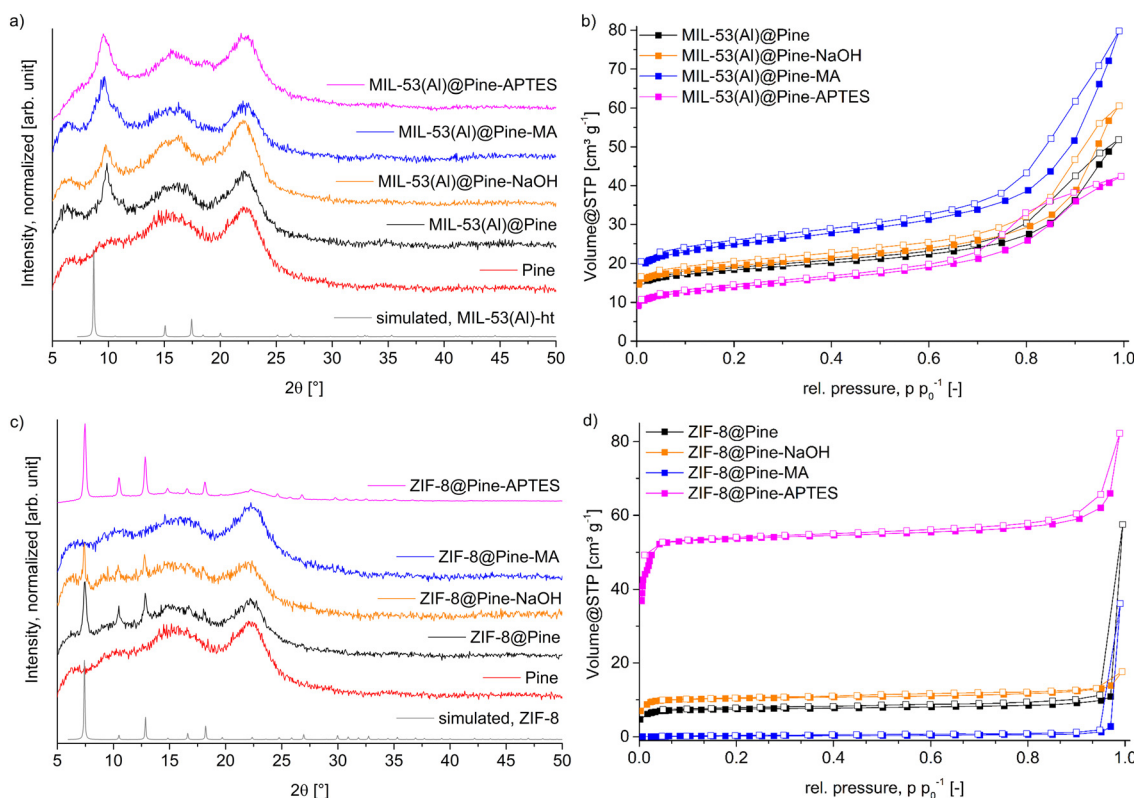 a)
MIL-53(Al)@Pine-APTES
MIL-53(Al)@Pine-MA
MIL-53(Al)@Pine-NaOH
MIL-53(Al)@Pine
Pine
simulated, MIL-53(Al)-ht
Intensity, normalized [arb. unit]
5 10 15 20 25 30 35 40 45 50
2θ [°]
b)
MIL-53(Al)@Pine
MIL-53(Al)@Pine-NaOH
MIL-53(Al)@Pine-MA
MIL-53(Al)@Pine-APTES
Volume@STP [cm³ g⁻¹]
80
70
60
50
40
30
20
10
0
0.0 0.2 0.4 0.6 0.8 1.0
rel. pressure, p p₀⁻¹ [-]
c)
ZIF-8@Pine-APTES
ZIF-8@Pine-MA
ZIF-8@Pine-NaOH
ZIF-8@Pine
Pine
simulated, ZIF-8
Intensity, normalized [arb. unit]
5 10 15 20 25 30 35 40 45 50
2θ [°]
d)
ZIF-8@Pine
ZIF-8@Pine-NaOH
ZIF-8@Pine-MA
ZIF-8@Pine-APTES
Volume@STP [cm³ g⁻¹]
80
60
40
20
0
0.0 0.2 0.4 0.6 0.8 1.0
rel. pressure, p p₀⁻¹ [-]